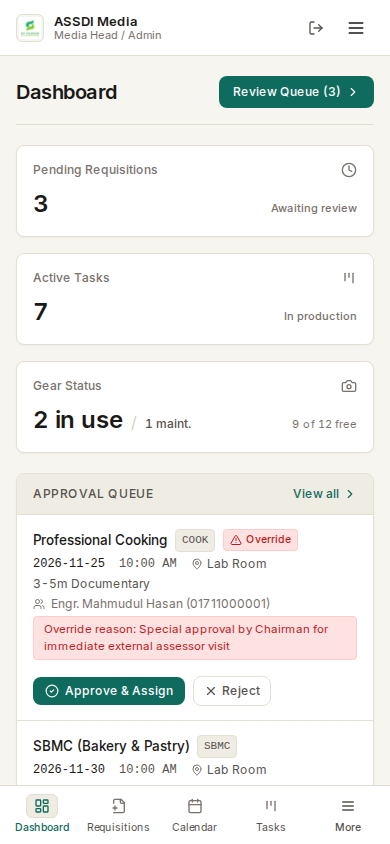 ASSDI Media
Media Head / Admin
Dashboard
Review Queue (3)
Pending Requisitions
3
Awaiting review
Active Tasks
7
In production
Gear Status
2 in use / 1 maint.
9 of 12 free
APPROVAL QUEUE
View all
Professional Cooking COOK Override
2026-11-25 10:00 AM Lab Room
3-5m Documentary
Engr. Mahmudul Hasan (01711000001)
Override reason: Special approval by Chairman for
immediate external assessor visit
Approve & Assign
Reject
SBMC (Bakery & Pastry) SBMC
2026-11-30 10:00 AM Lab Room
Dashboard
Requisitions
Calendar
Tasks
More